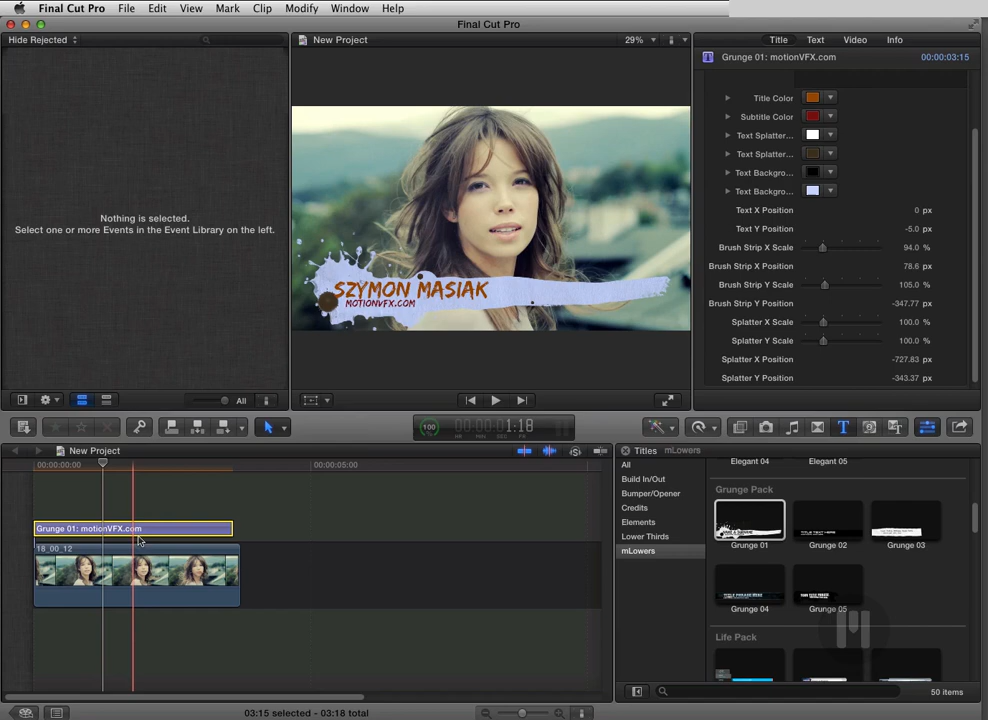 Final Cut Pro File Edit View Mark Clip Modify Window Help
Final Cut Pro
Hide Rejected
New Project
29%
Title Text Video Info
Grunge 01: motionVFX.com 00:00:03:15
Title Color
Subtitle Color
Text Splatter...
Text Splatter...
Text Backgro...
Text Backgro...
Text X Position 0 px
Text Y Position -5.0 px
Brush Strip X Scale 94.0 %
Brush Strip X Position 78.6 px
Brush Strip Y Scale 105.0 %
Brush Strip Y Position -347.77 px
Splatter X Scale 100.0 %
Splatter Y Scale 100.0 %
Splatter X Position -727.83 px
Splatter Y Position -343.37 px
Nothing is selected.
Select one or more Events in the Event Library on the left.
SZYMON MASIAK
MOTIONVFX.COM
All
100
1:18
HR MIN SEC FR
New Project
00:00:00:00 00:00:05:00
Grunge 01: motionVFX.com
18_00_12
Titles mLowers
All
Build In/Out
Bumper/Opener
Credits
Elements
Lower Thirds
mLowers
Elegant 04 Elegant 05
Grunge Pack
Grunge 01 Grunge 02 Grunge 03
Grunge 04 Grunge 05
Life Pack
50 items
03:15 selected - 03:18 total